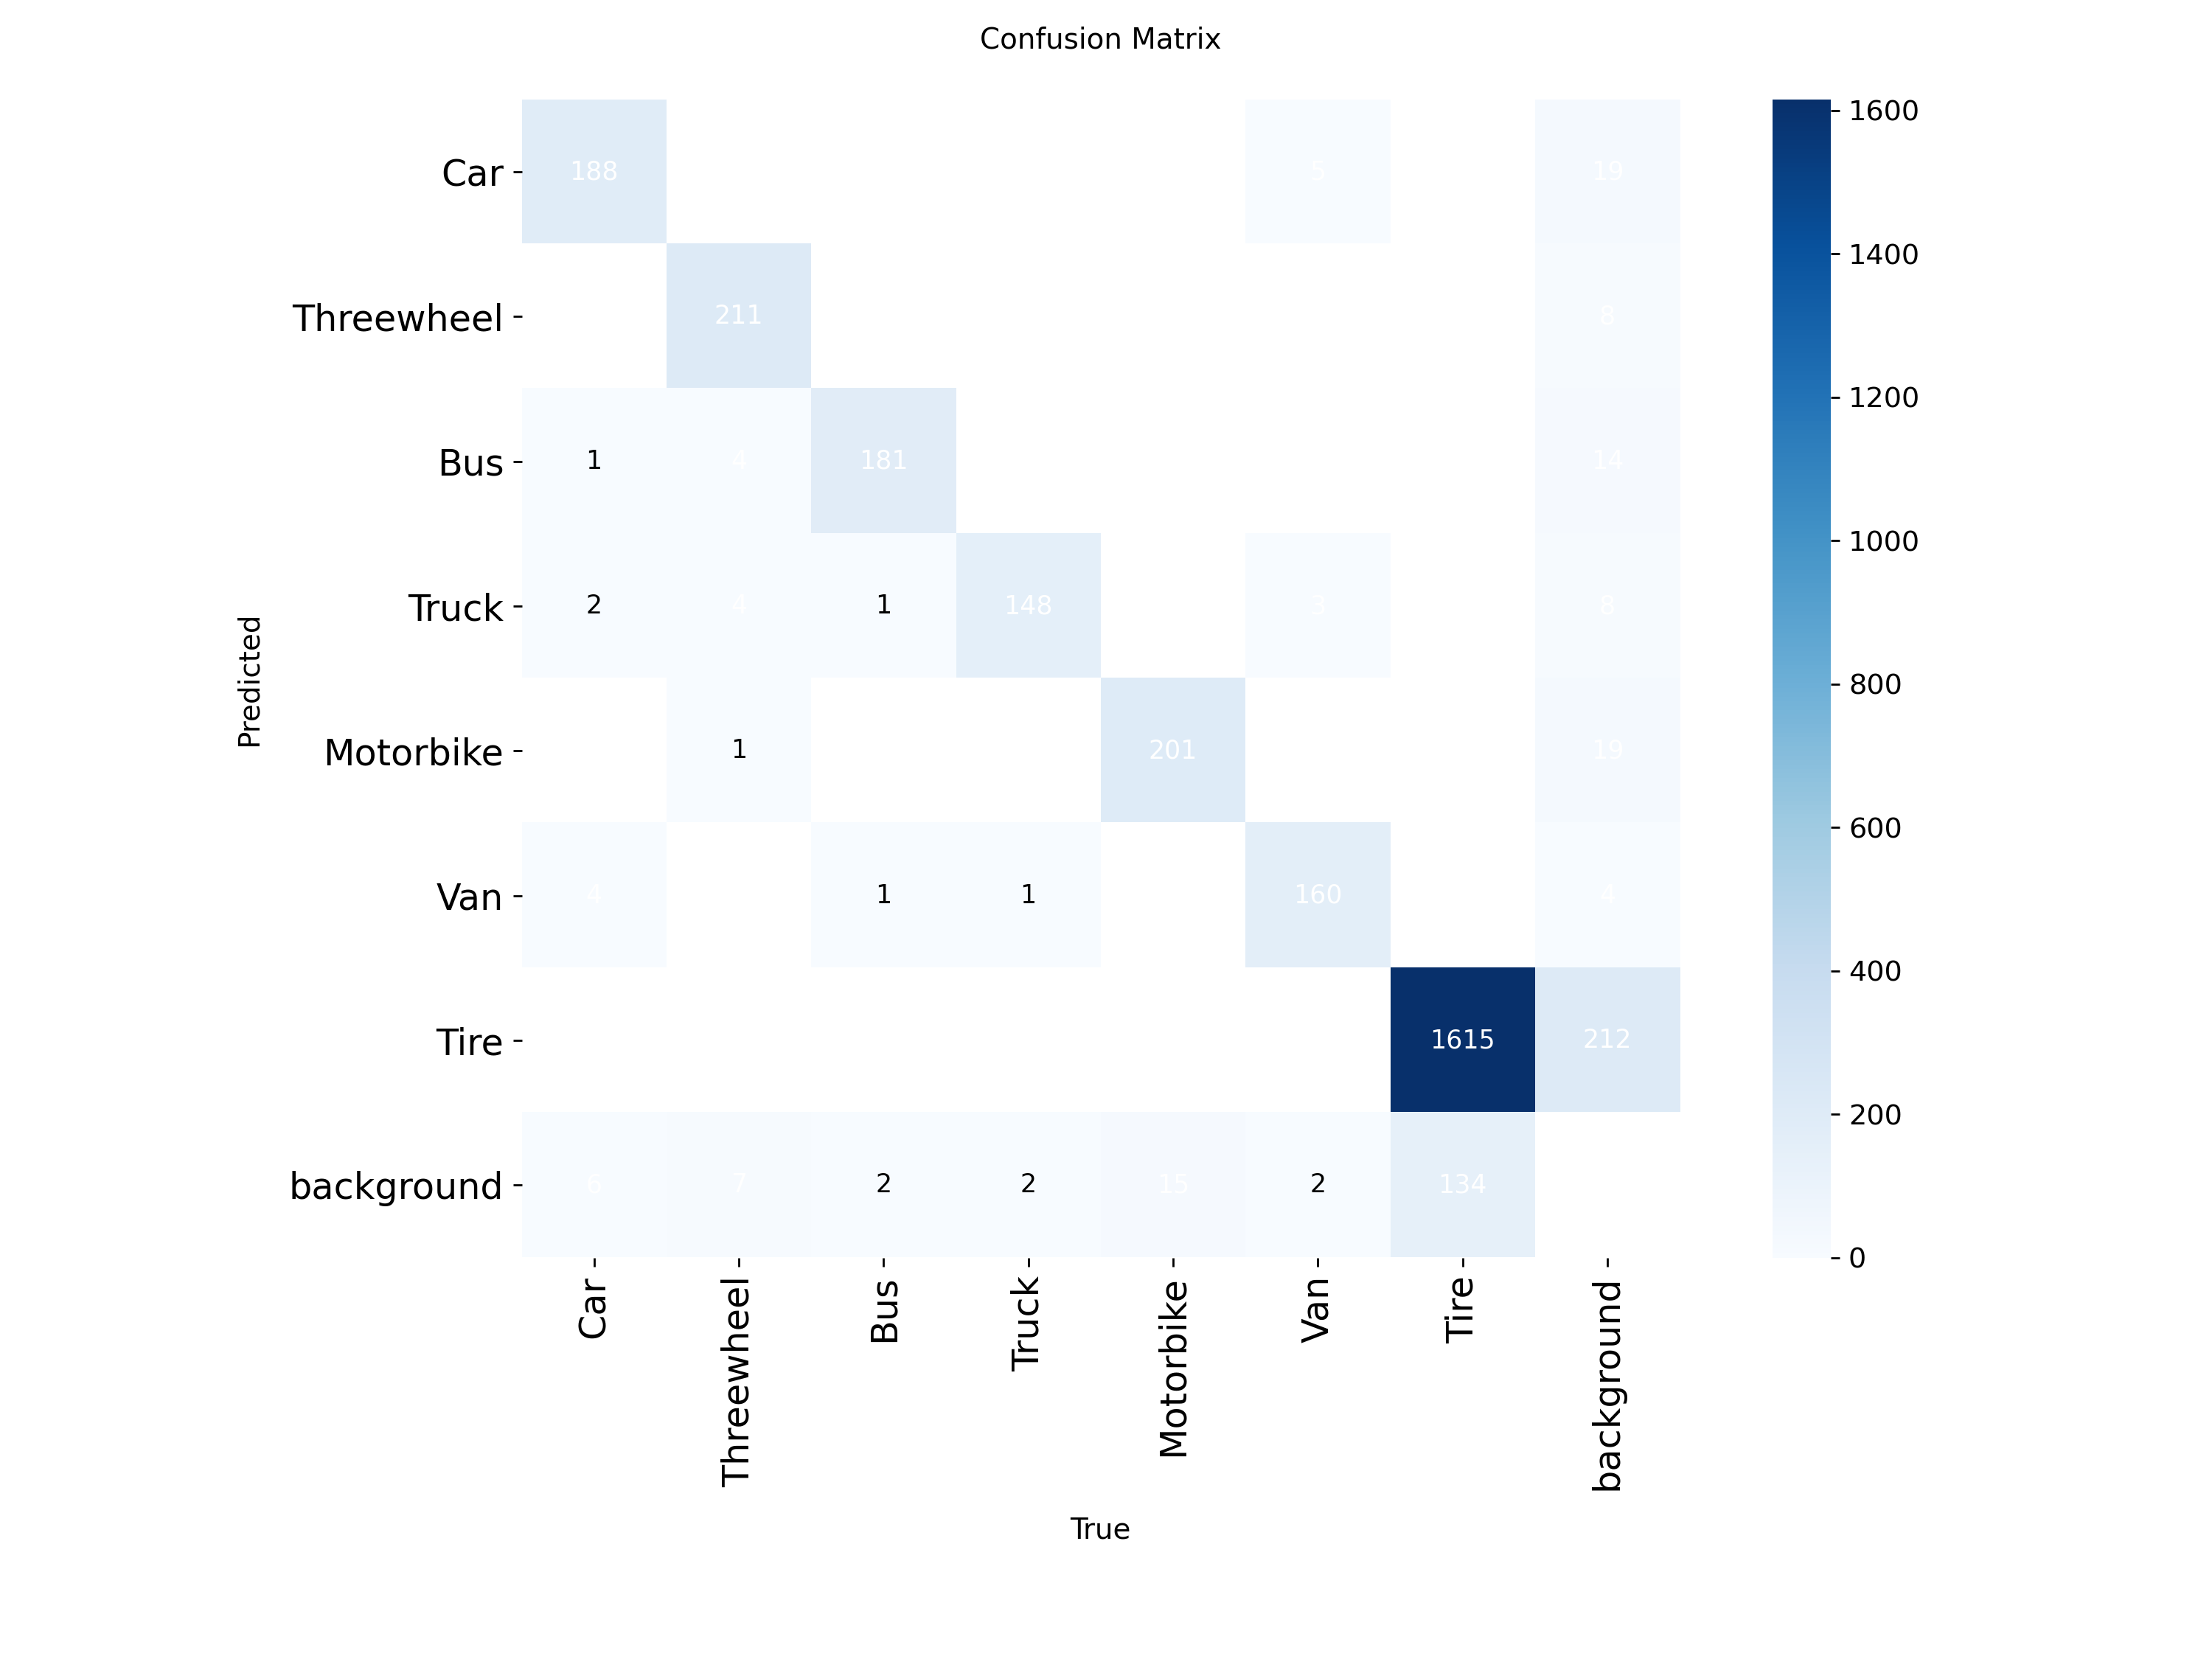 Confusion Matrix
Car 188 5 19
Threewheel 211 8
Bus 1 4 181 14
Truck 2 4 1 148 3 8
Motorbike 1 201 19
Van 4 1 1 160 4
Tire 1615 212
background 6 7 2 2 15 2 134
Predicted
Car Threewheel Bus Truck Motorbike Van Tire background
True
1600
1400
1200
1000
800
600
400
200
0